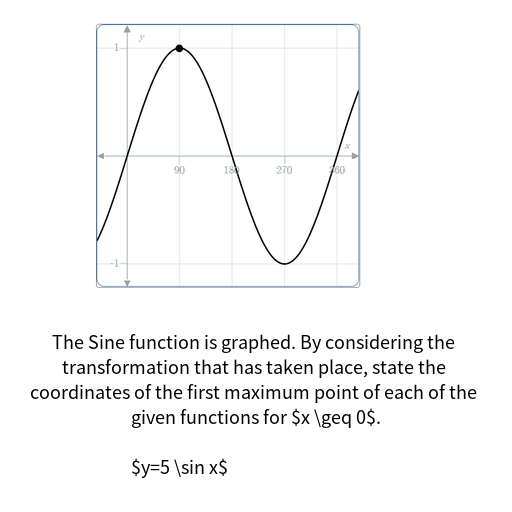 y
1
x
90
180
270
360
-1
The Sine function is graphed. By considering the
transformation that has taken place, state the
coordinates of the first maximum point of each of the
given functions for $x \geq 0$.
$y=5 \sin x$